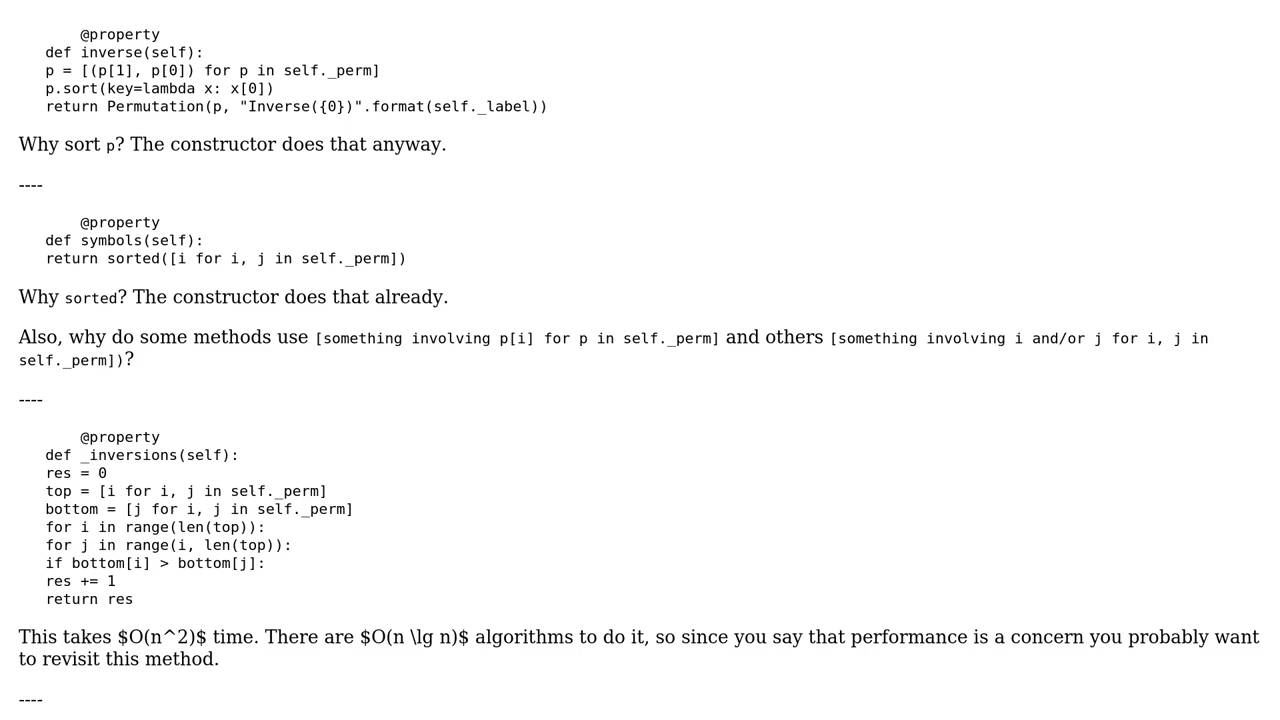 @property
def inverse(self):
p = [(p[1], p[0]) for p in self._perm]
p.sort(key=lambda x: x[0])
return Permutation(p, "Inverse({0})".format(self._label))
Why sort p? The constructor does that anyway.
----
@property
def symbols(self):
return sorted([i for i, j in self._perm])
Why sorted? The constructor does that already.
Also, why do some methods use [something involving p[i] for p in self._perm] and others [something involving i and/or j for i, j in
self._perm])?
----
@property
def _inversions(self):
res = 0
top = [i for i, j in self._perm]
bottom = [j for i, j in self._perm]
for i in range(len(top)):
for j in range(i, len(top)):
if bottom[i] > bottom[j]:
res += 1
return res
This takes $O(n^2)$ time. There are $O(n \lg n)$ algorithms to do it, so since you say that performance is a concern you probably want
to revisit this method.
----